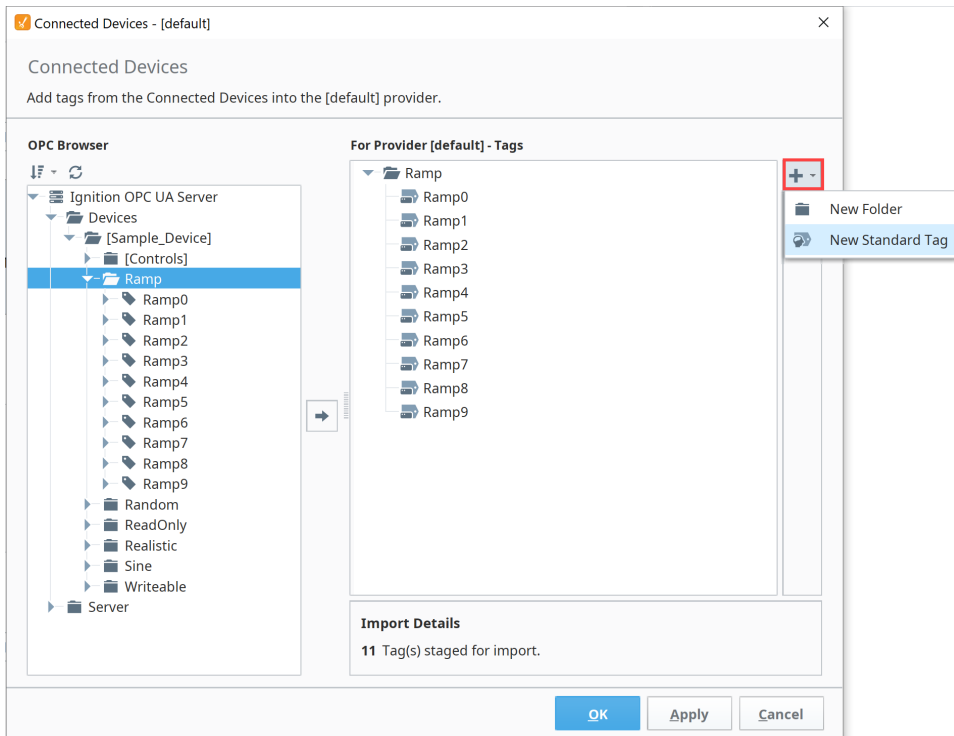 Connected Devices - [default]
Connected Devices
Add tags from the Connected Devices into the [default] provider.
OPC Browser
Ignition OPC UA Server
Devices
[Sample_Device]
[Controls]
Ramp
Ramp0
Ramp1
Ramp2
Ramp3
Ramp4
Ramp5
Ramp6
Ramp7
Ramp8
Ramp9
Random
ReadOnly
Realistic
Sine
Writeable
Server
For Provider [default] - Tags
Ramp
Ramp0
Ramp1
Ramp2
Ramp3
Ramp4
Ramp5
Ramp6
Ramp7
Ramp8
Ramp9
New Folder
New Standard Tag
Import Details
11 Tag(s) staged for import.
OK
Apply
Cancel